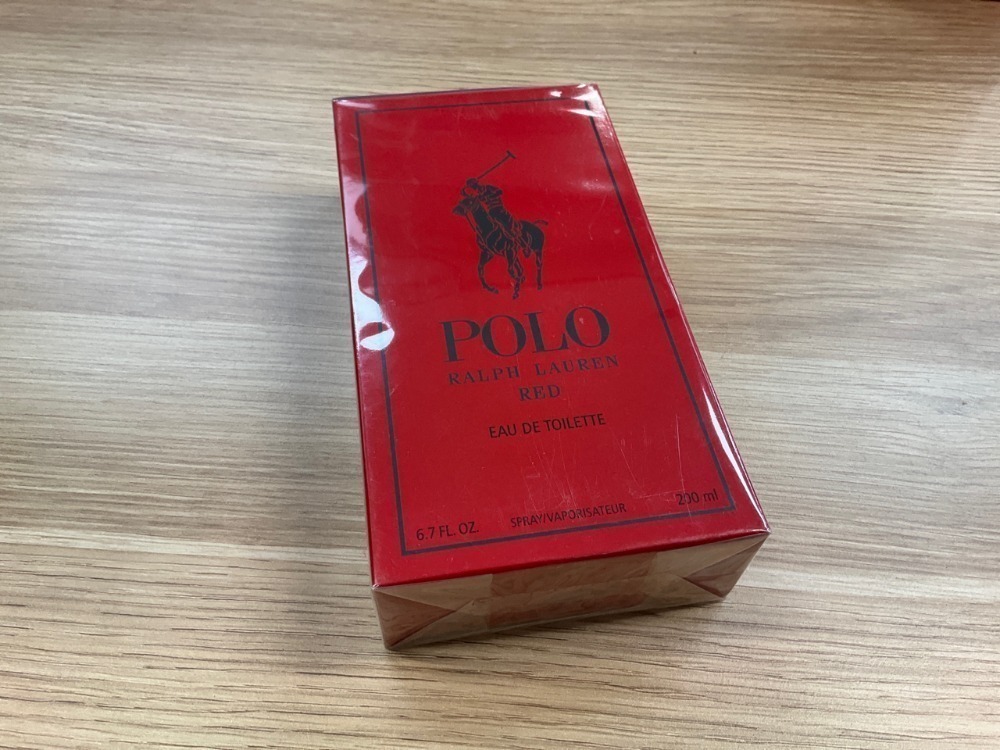 POLO
RALPH LAUREN
RED
EAU DE TOILETTE
6.7 FL. OZ. SPRAY/VAPORISATEUR 200 ml